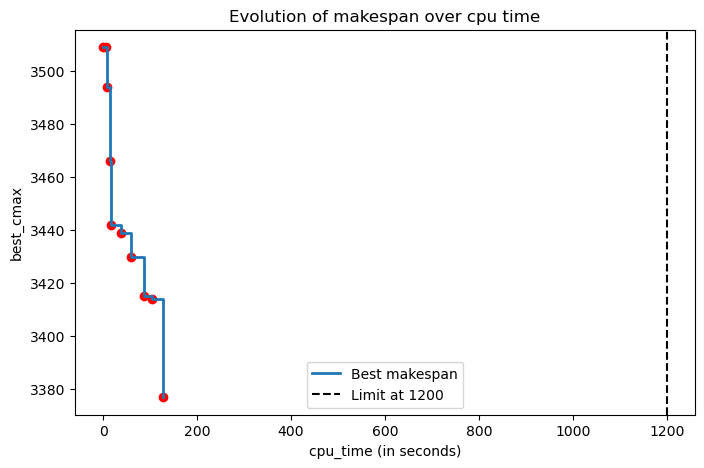 Evolution of makespan over cpu time
best_cmax
3500
3480
3460
3440
3420
3400
3380
Best makespan
Limit at 1200
0
200
400
600
800
1000
1200
cpu_time (in seconds)